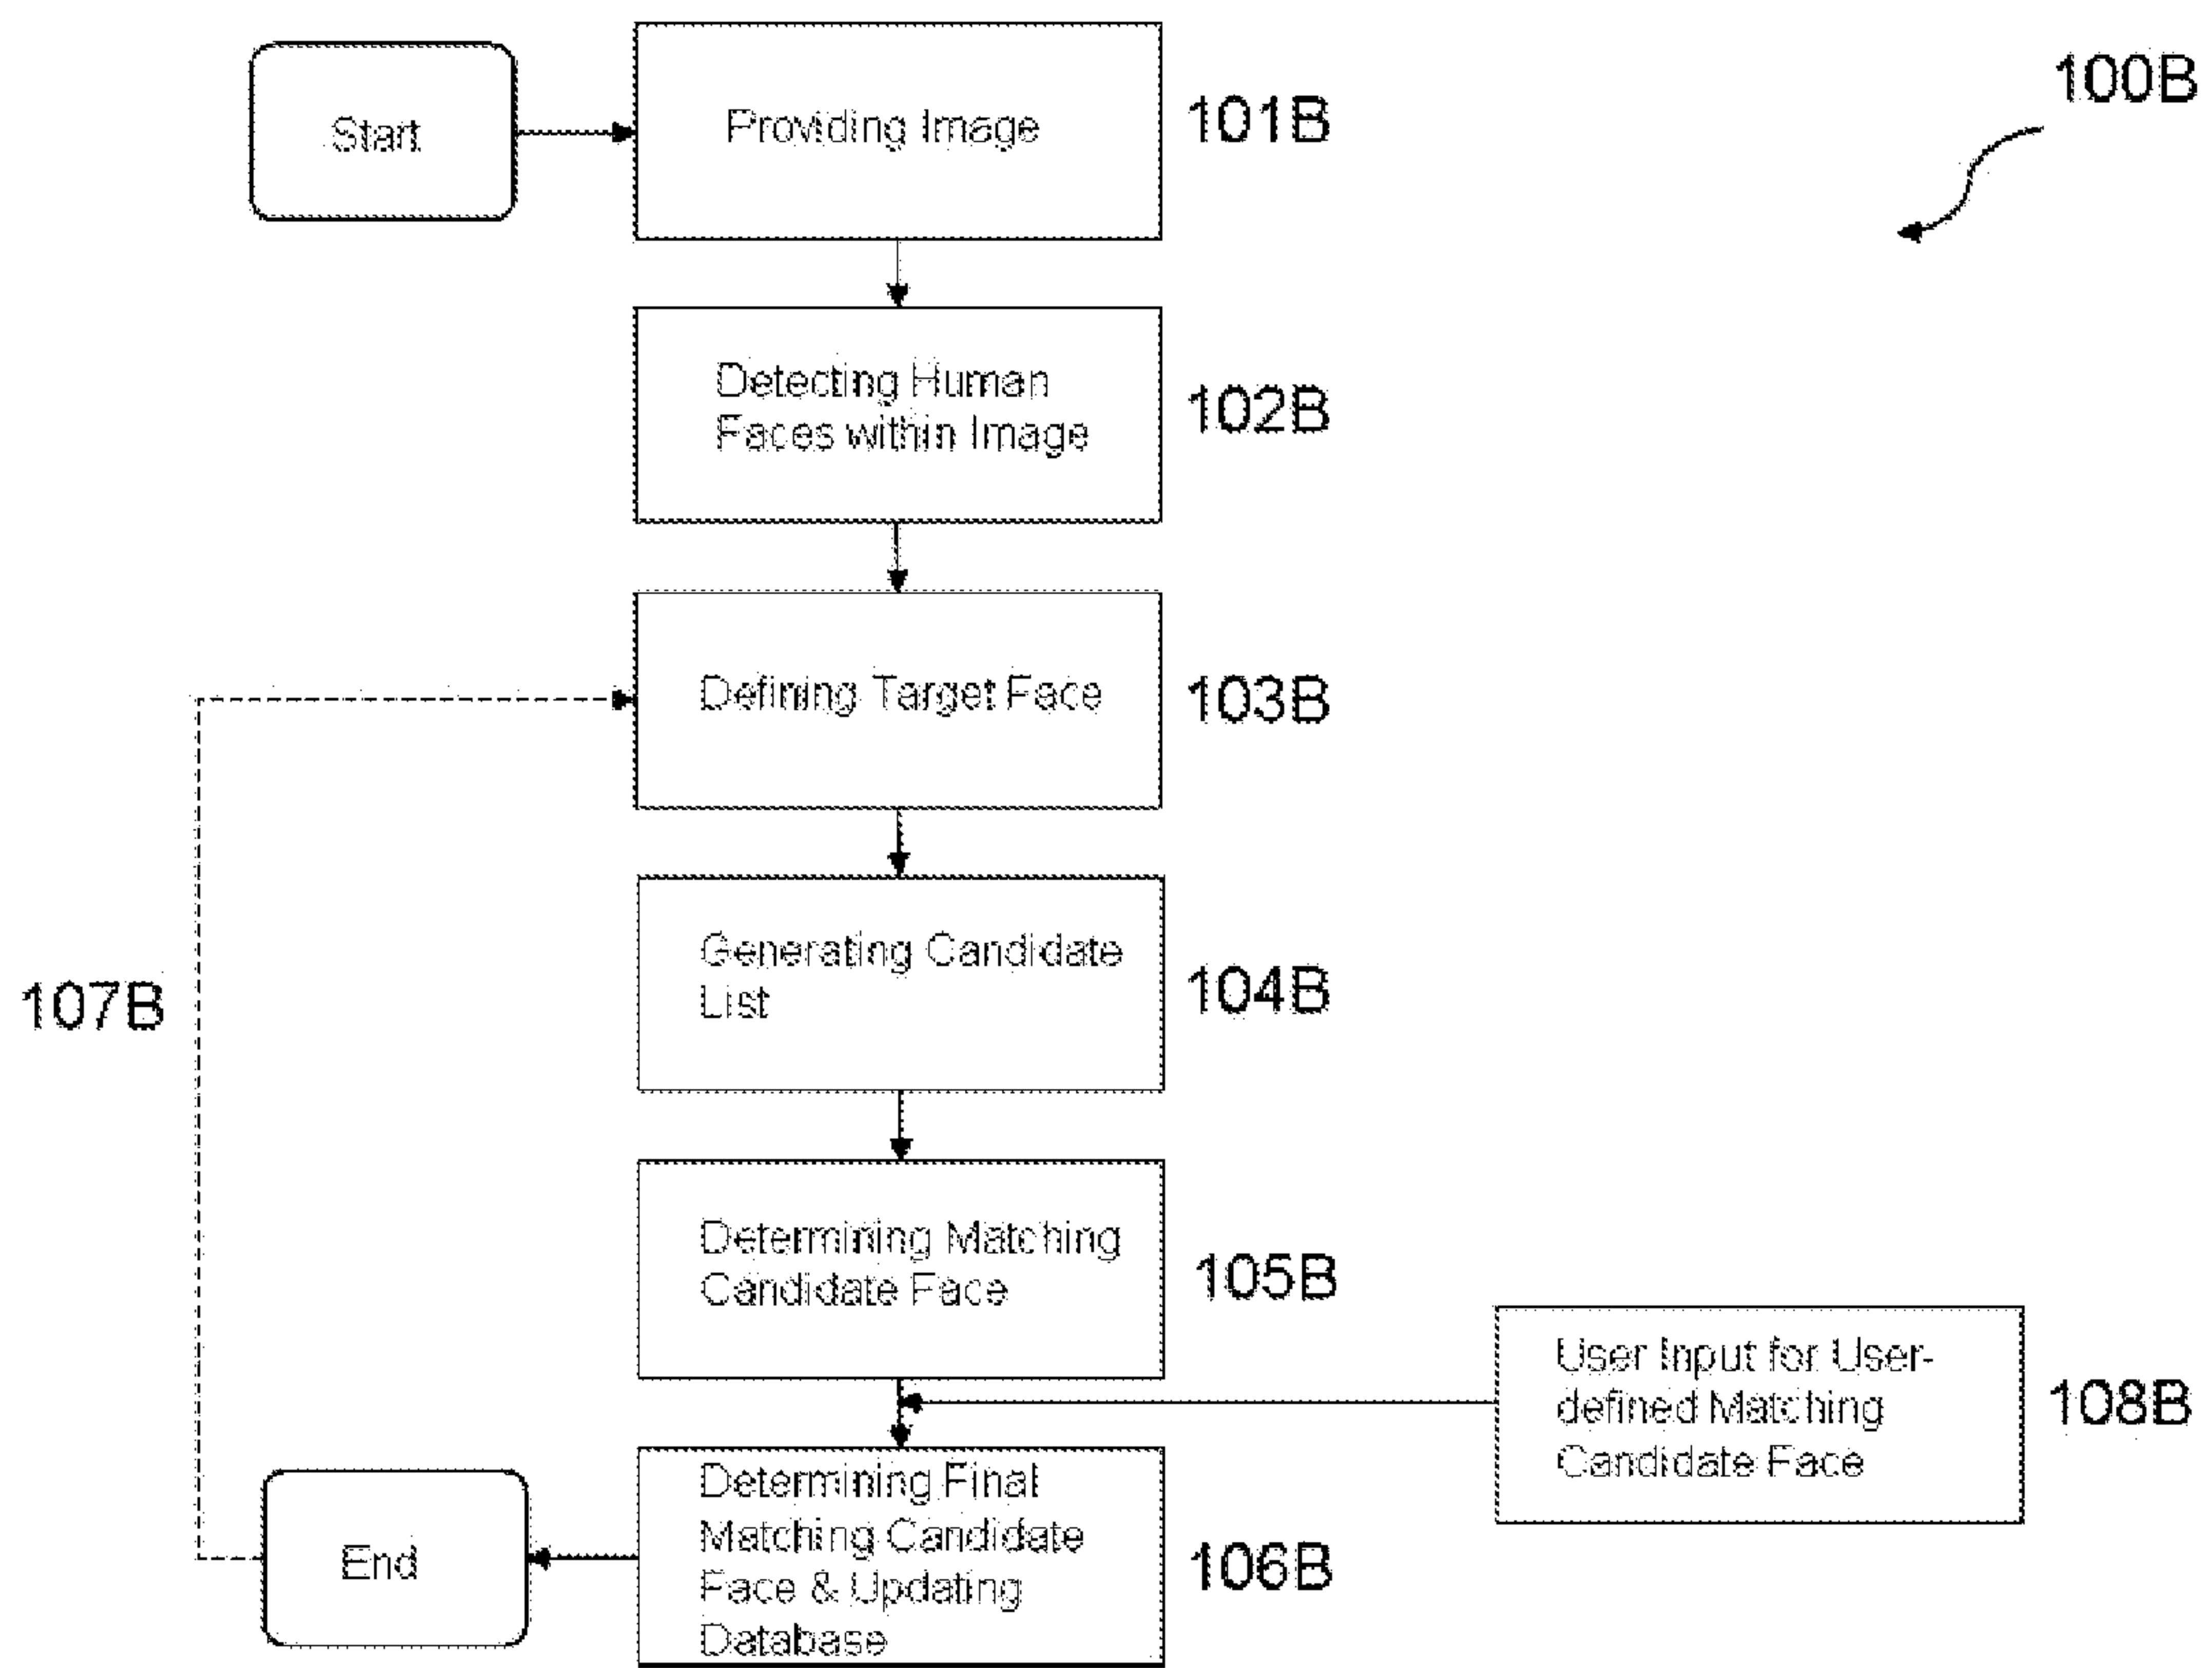 100B
Start
Providing Image
101B
Detecting Human
Faces within Image
102B
Defining Target Face
103B
Generating Candidate
List
104B
107B
Determining Matching
Candidate Face
105B
User Input for User-
defined Matching
Candidate Face
108B
Determining Final
Matching Candidate
Face & Updating
Database
106B
End